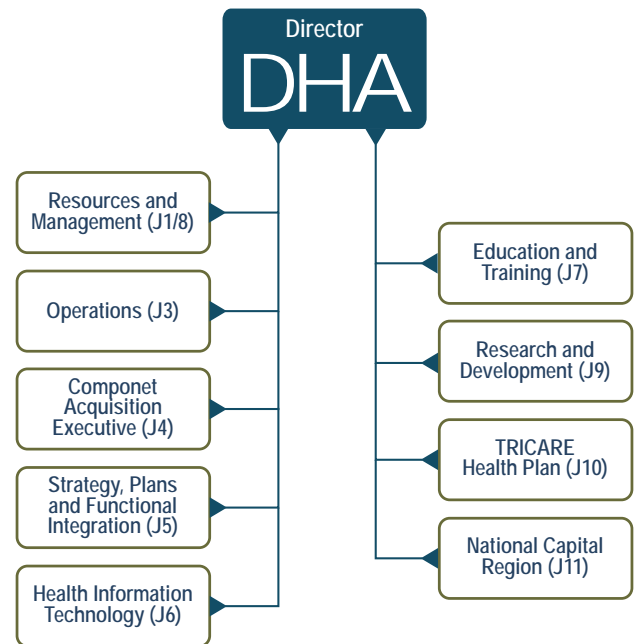 Director
DHA
Resources and
Management (J1/8)
Operations (J3)
Componet
Acquisition
Executive (J4)
Strategy, Plans
and Functional
Integration (J5)
Health Information
Technology (J6)
Education and
Training (J7)
Research and
Development (J9)
TRICARE
Health Plan (J10)
National Capital
Region (J11)